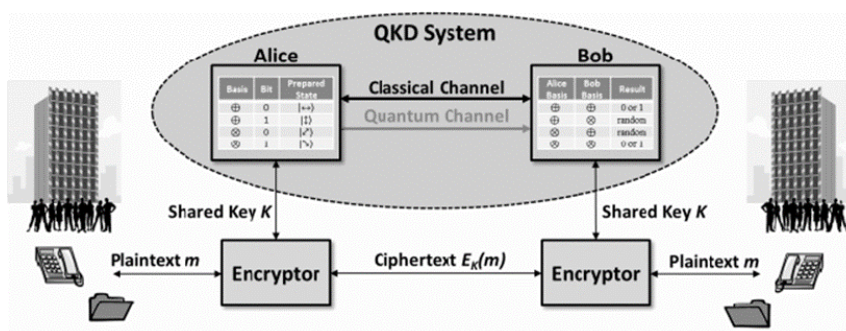 QKD System
Alice
Bob
Basis Bit Prepared State
⊕ 0 |↔⟩
⊕ 1 |↕⟩
⊗ 0 |⤢⟩
⊗ 1 |⤡⟩
Classical Channel
Quantum Channel
Alice Basis Bob Basis Result
⊕ ⊕ 0 or 1
⊕ ⊗ random
⊗ ⊕ random
⊗ ⊗ 0 or 1
Shared Key K
Shared Key K
Plaintext m
Encryptor
Ciphertext E_K(m)
Encryptor
Plaintext m